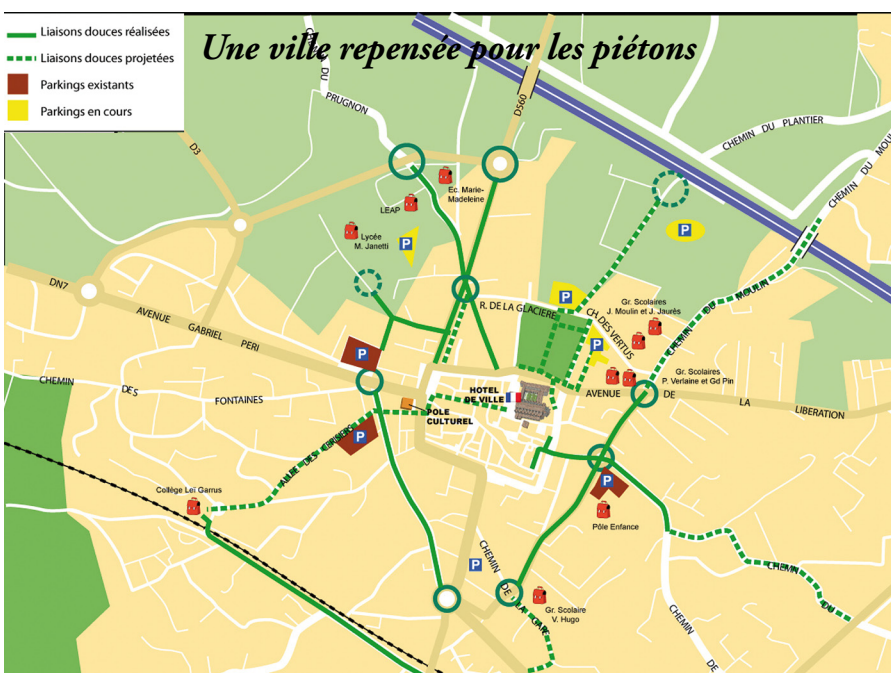 Une ville repensée pour les piétons
Liaisons douces réalisées
Liaisons douces projetées
Parkings existants
Parkings en cours
CHEMIN DU
PRUGNON
D560
D3
CHEMIN DU PLANTIER
CHEMIN DU MOUL
Ec. Marie-
Madeleine
LEAP
Lycée
M. Janetti
P
P
P
DN7
AVENUE GABRIEL PERI
R. DE LA GLACIERE
CH. DES VERTUS
P
Gr. Scolaires
J. Moulin et J. Jaurès
CHEMIN DU MOULIN
P
Gr. Scolaires
P. Verlaine et Gd Pin
CHEMIN DES
FONTAINES
HOTEL
DE VILLE
AVENUE DE LA LIBERATION
POLE
CULTUREL
P
ALLEE DES CERISIERS
Collège Leï Garrus
P
Pôle Enfance
P
CHEMIN DE LA GARE
Gr. Scolaire
V. Hugo
CHEMIN DU
CHEMIN DE